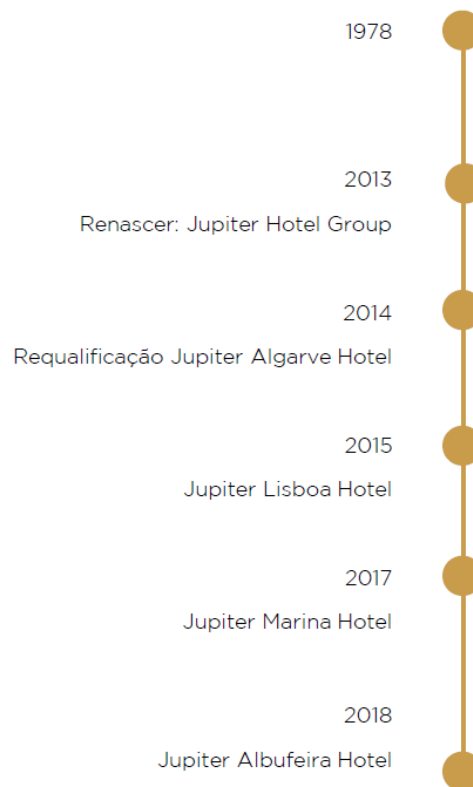 1978
2013
Renascer: Jupiter Hotel Group
2014
Requalificação Jupiter Algarve Hotel
2015
Jupiter Lisboa Hotel
2017
Jupiter Marina Hotel
2018
Jupiter Albufeira Hotel